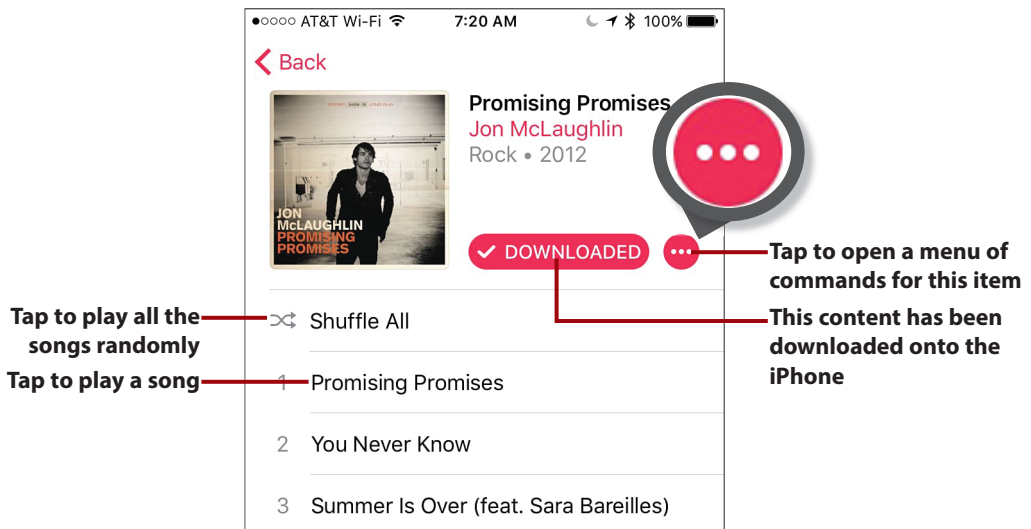 AT&T Wi-Fi 7:20 AM 100%
Back
Promising Promises
Jon McLaughlin
Rock • 2012
JON
McLAUGHLIN
PROMISING
PROMISES
✓ DOWNLOADED
Tap to open a menu of
commands for this item
This content has been
downloaded onto the
iPhone
Tap to play all the
songs randomly
Shuffle All
Tap to play a song
1 Promising Promises
2 You Never Know
3 Summer Is Over (feat. Sara Bareilles)